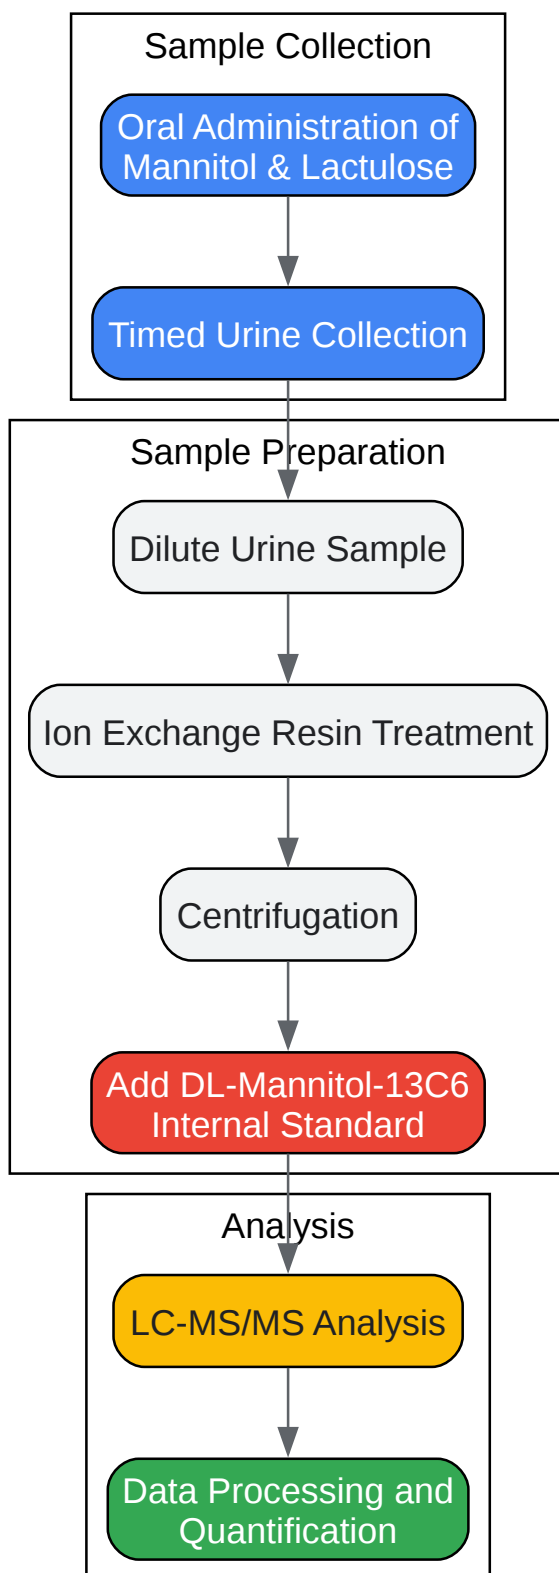 Sample Collection
Oral Administration of
Mannitol & Lactulose
Timed Urine Collection
Sample Preparation
Dilute Urine Sample
Ion Exchange Resin Treatment
Centrifugation
Add DL-Mannitol-13C6
Internal Standard
Analysis
LC-MS/MS Analysis
Data Processing and
Quantification